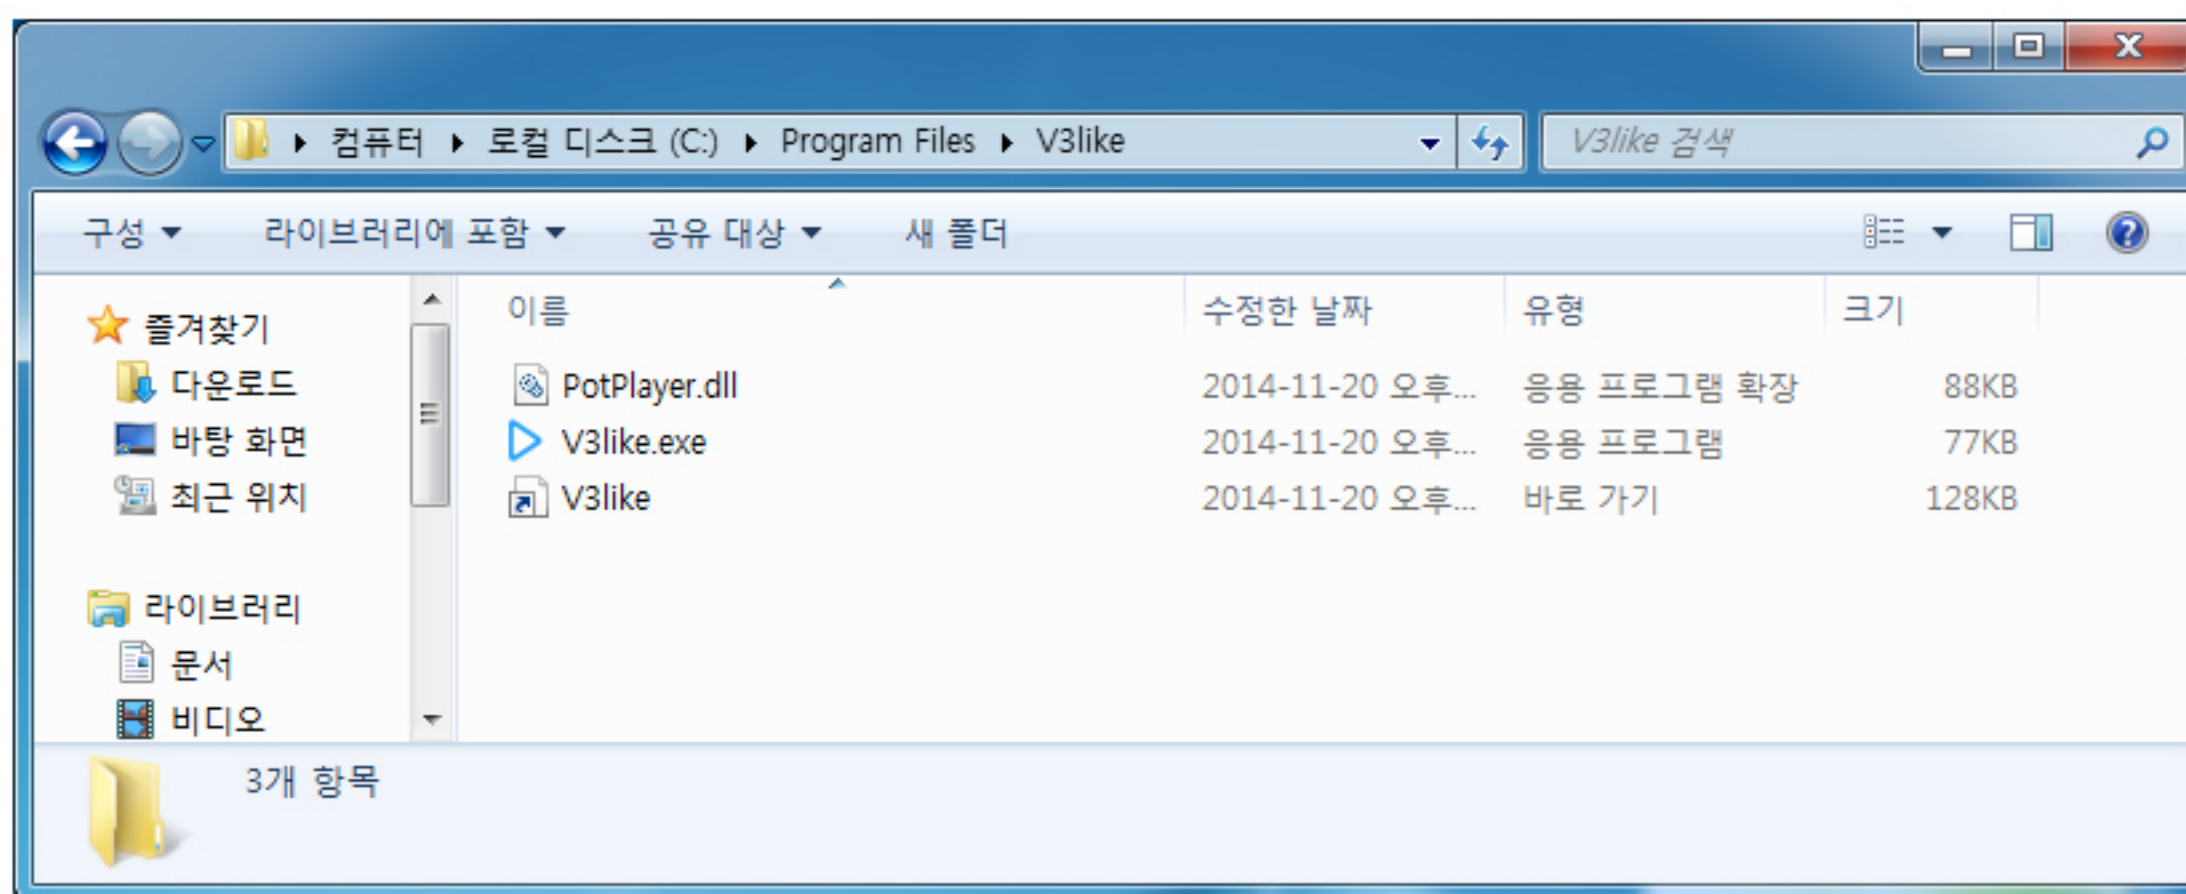 컴퓨터 로컬 디스크 (C:) Program Files V3like V3like 검색
구성 라이브러리에 포함 공유 대상 새 폴더
즐겨찾기
다운로드
바탕 화면
최근 위치
라이브러리
문서
비디오
이름 수정한 날짜 유형 크기
PotPlayer.dll 2014-11-20 오후... 응용 프로그램 확장 88KB
V3like.exe 2014-11-20 오후... 응용 프로그램 77KB
V3like 2014-11-20 오후... 바로 가기 128KB
3개 항목